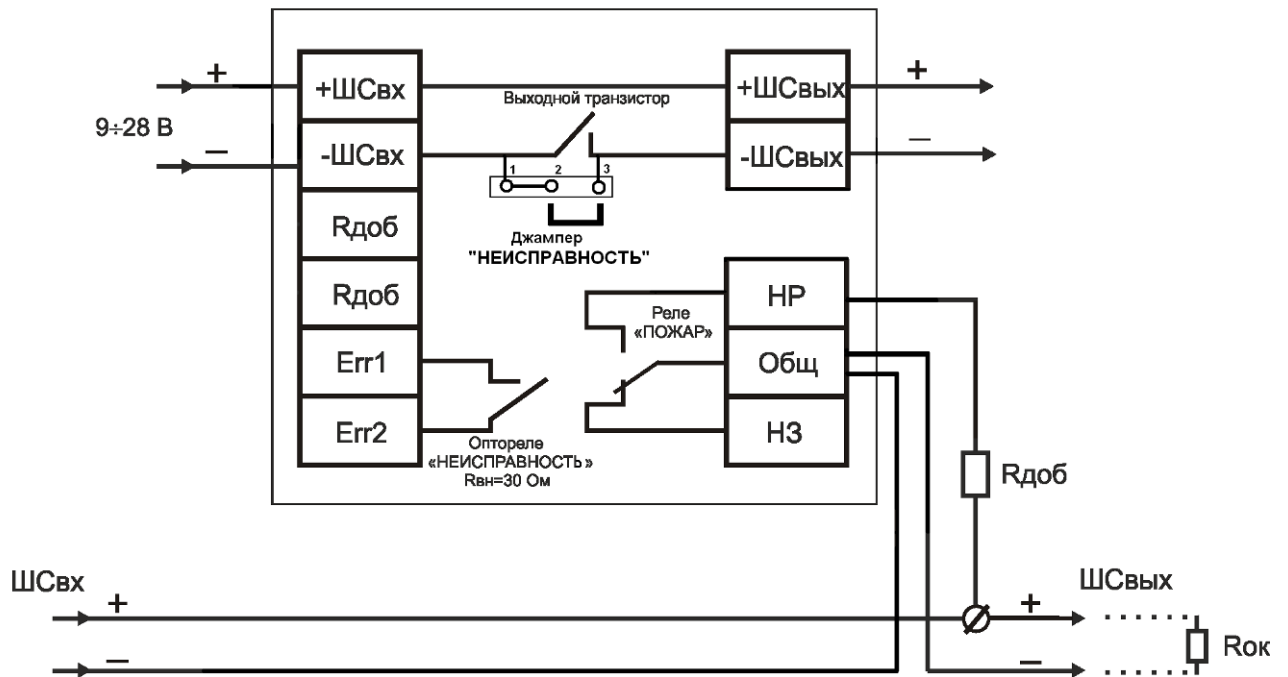 +
+ШСвх
+ШСвых
+
9÷28 В
Выходной транзистор
–
-ШСвх
-ШСвых
–
1 2 3
Rдоб
Джампер
"НЕИСПРАВНОСТЬ"
Rдоб
НР
Реле
«ПОЖАР»
Err1
Общ
Err2
НЗ
Оптореле
«НЕИСПРАВНОСТЬ»
Rвн=30 Ом
Rдоб
ШСвх
ШСвых
+
+
–
–
Rок